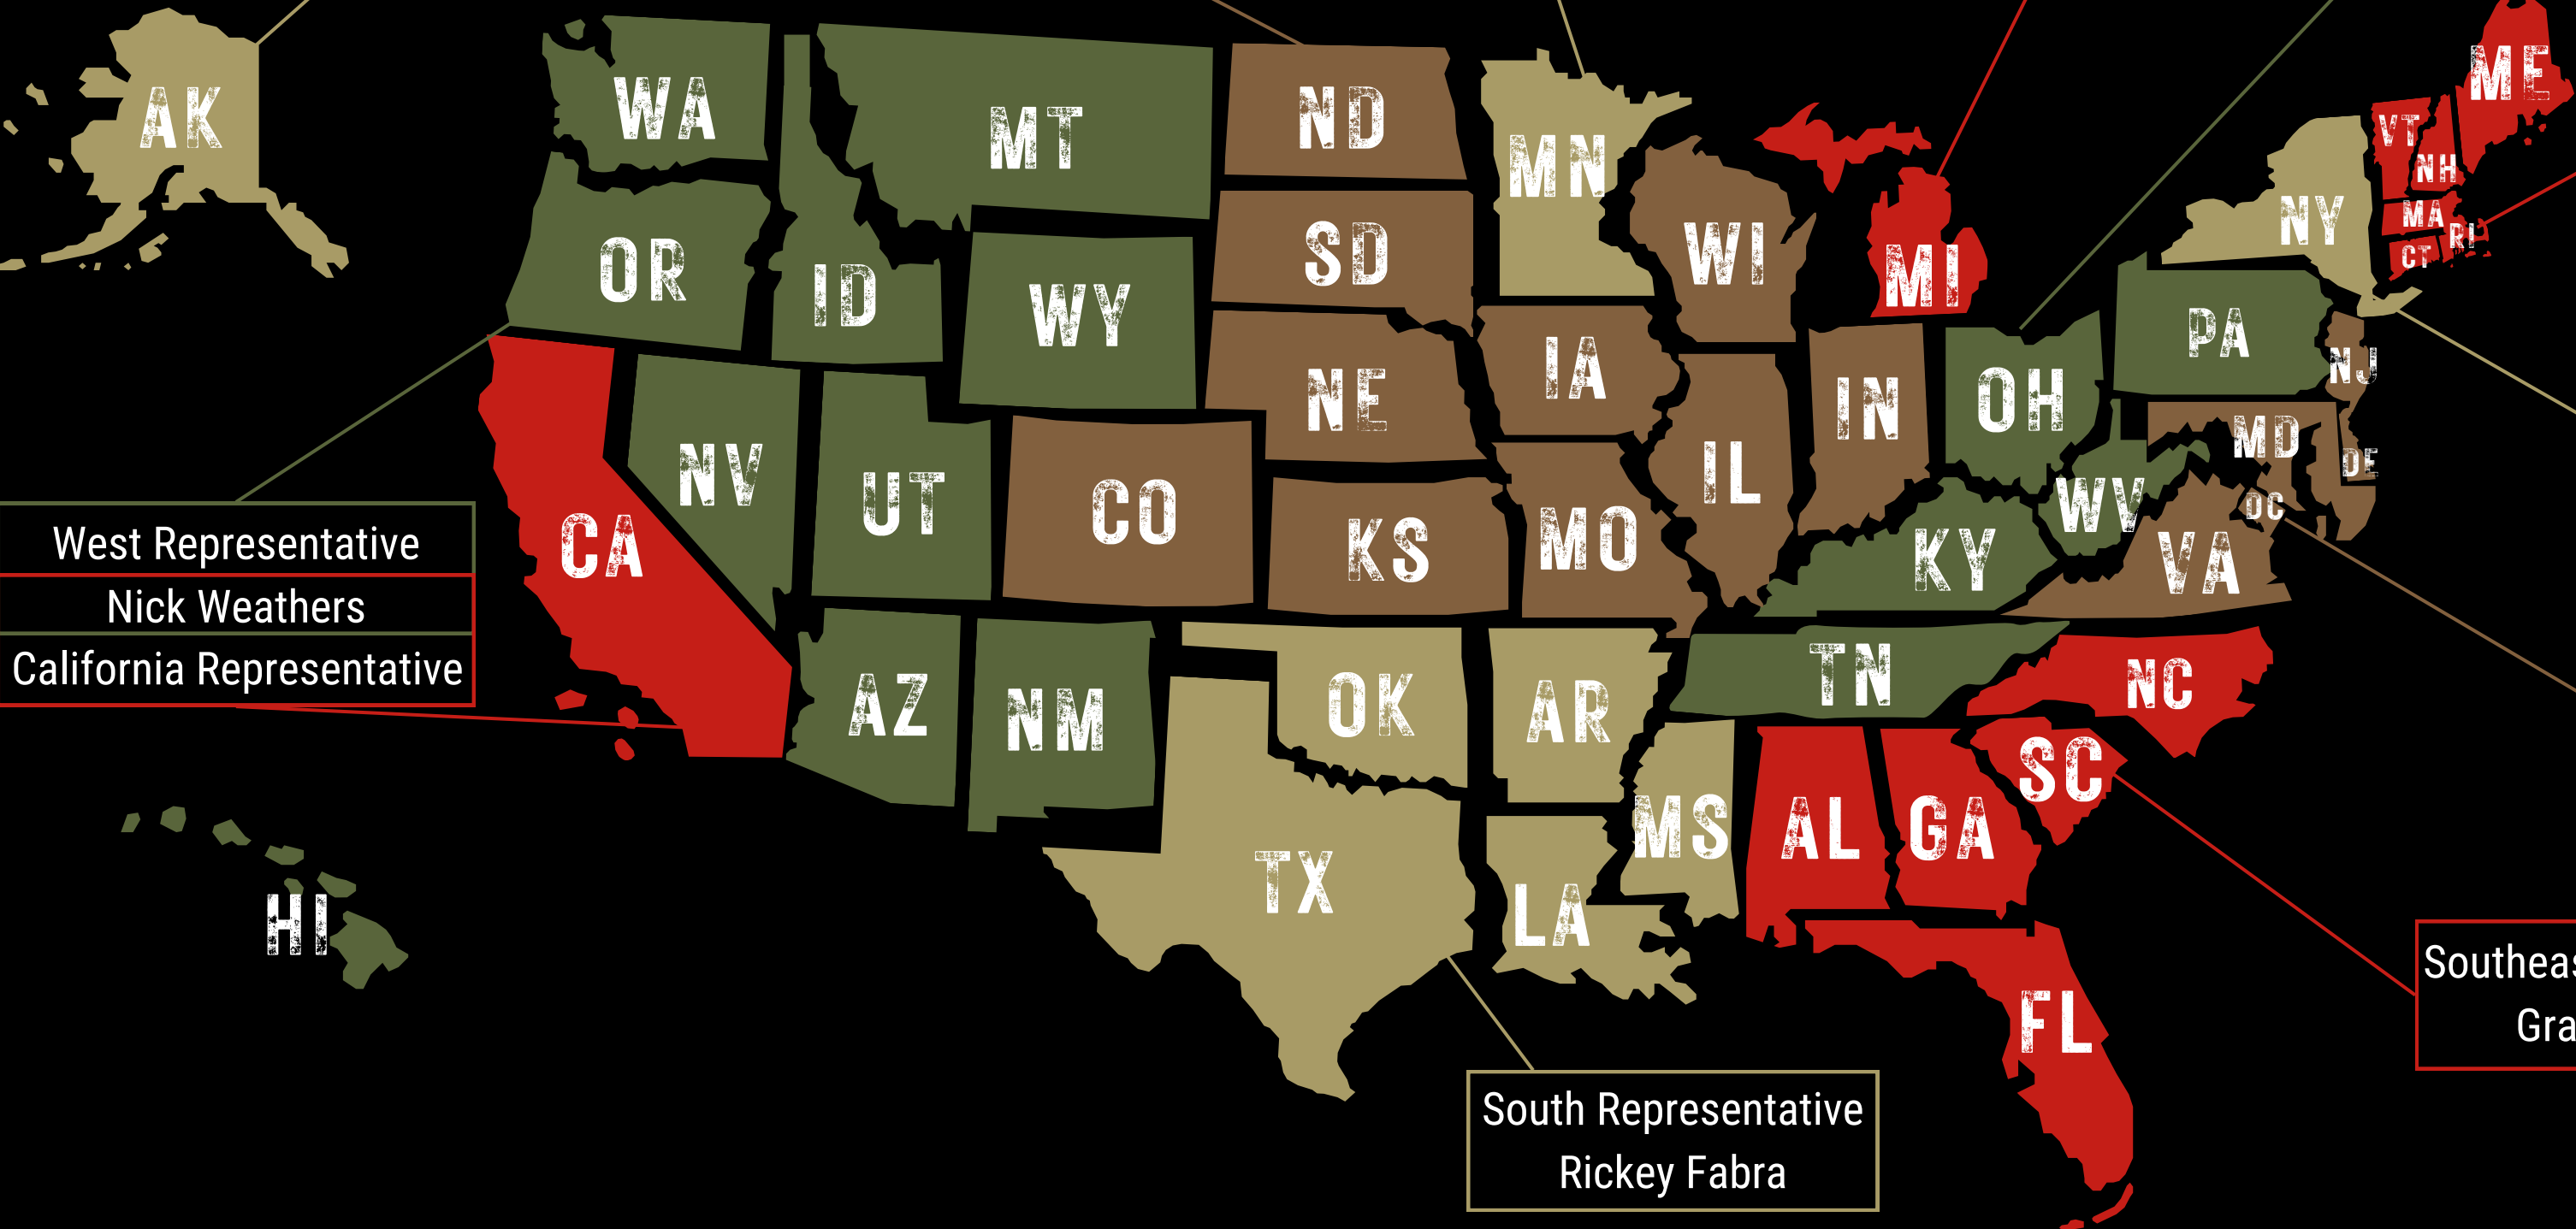 AK
WA
MT
ND
MN
ME
VT
NH
MA
RI
CT
NY
OR
ID
WY
SD
WI
MI
PA
NJ
NE
IA
IN
OH
MD
DE
NV
UT
CO
KS
MO
IL
KY
WV
DC
VA
CA
West Representative
Nick Weathers
California Representative
AZ
NM
OK
AR
TN
NC
SC
HI
TX
LA
MS
AL
GA
FL
South Representative
Rickey Fabra